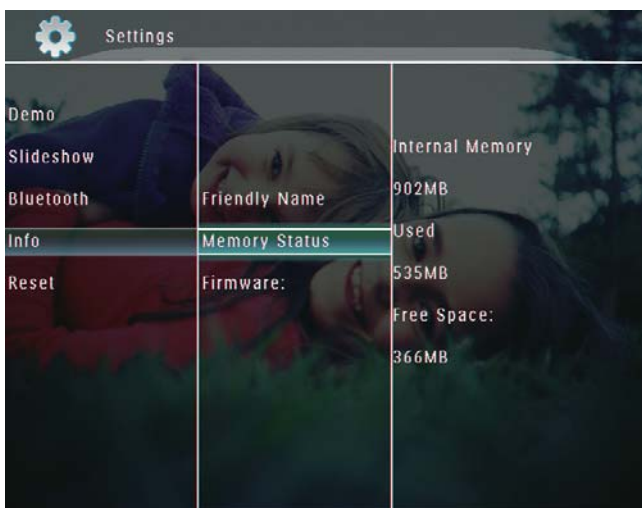 Settings
Demo
Slideshow
Bluetooth
Info
Reset
Friendly Name
Memory Status
Firmware:
Internal Memory
902MB
Used
535MB
Free Space:
366MB